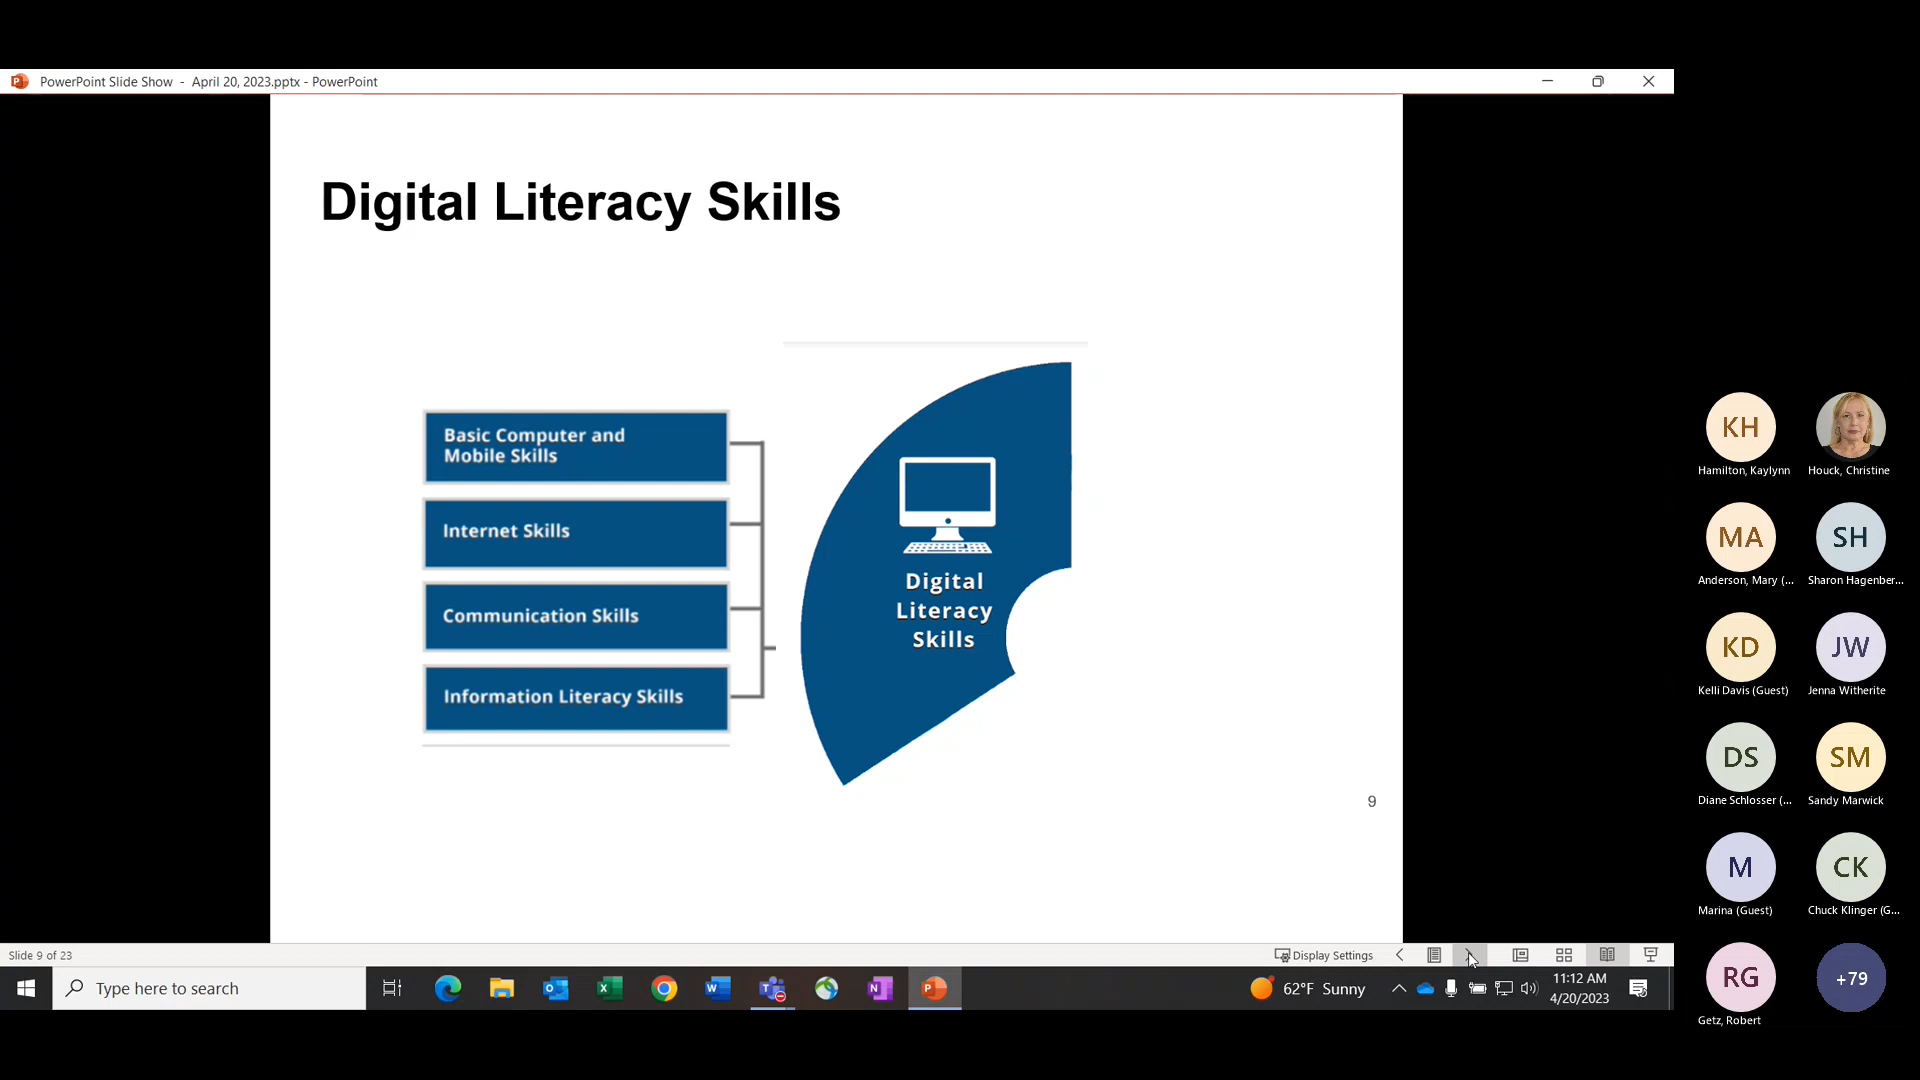 PowerPoint Slide Show - April 20, 2023.pptx - PowerPoint
Digital Literacy Skills
Basic Computer and
Mobile Skills
Internet Skills
Communication Skills
Information Literacy Skills
Digital
Literacy
Skills
9
Slide 9 of 23
Display Settings
Type here to search
62°F Sunny
11:12 AM
4/20/2023
KH
Hamilton, Kaylynn
Houck, Christine
MA
Anderson, Mary (...
SH
Sharon Hagenber...
KD
Kelli Davis (Guest)
JW
Jenna Witherite
DS
Diane Schlosser (...
SM
Sandy Marwick
M
Marina (Guest)
CK
Chuck Klinger (G...
RG
Getz, Robert
+79